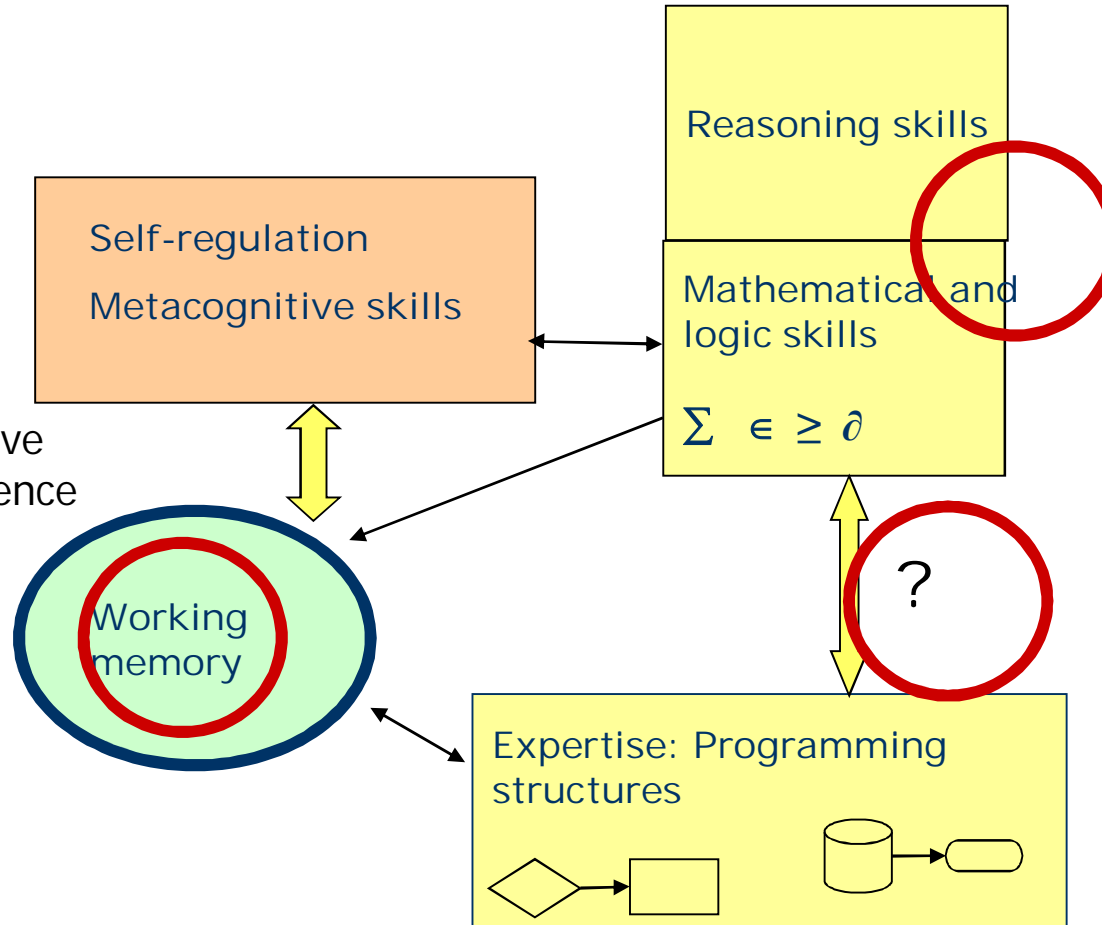 Reasoning skills
Self-regulation
Metacognitive skills
Mathematical and
logic skills
∑ ∈ ≥ ∂
ve
ence
Working
memory
?
Expertise: Programming
structures